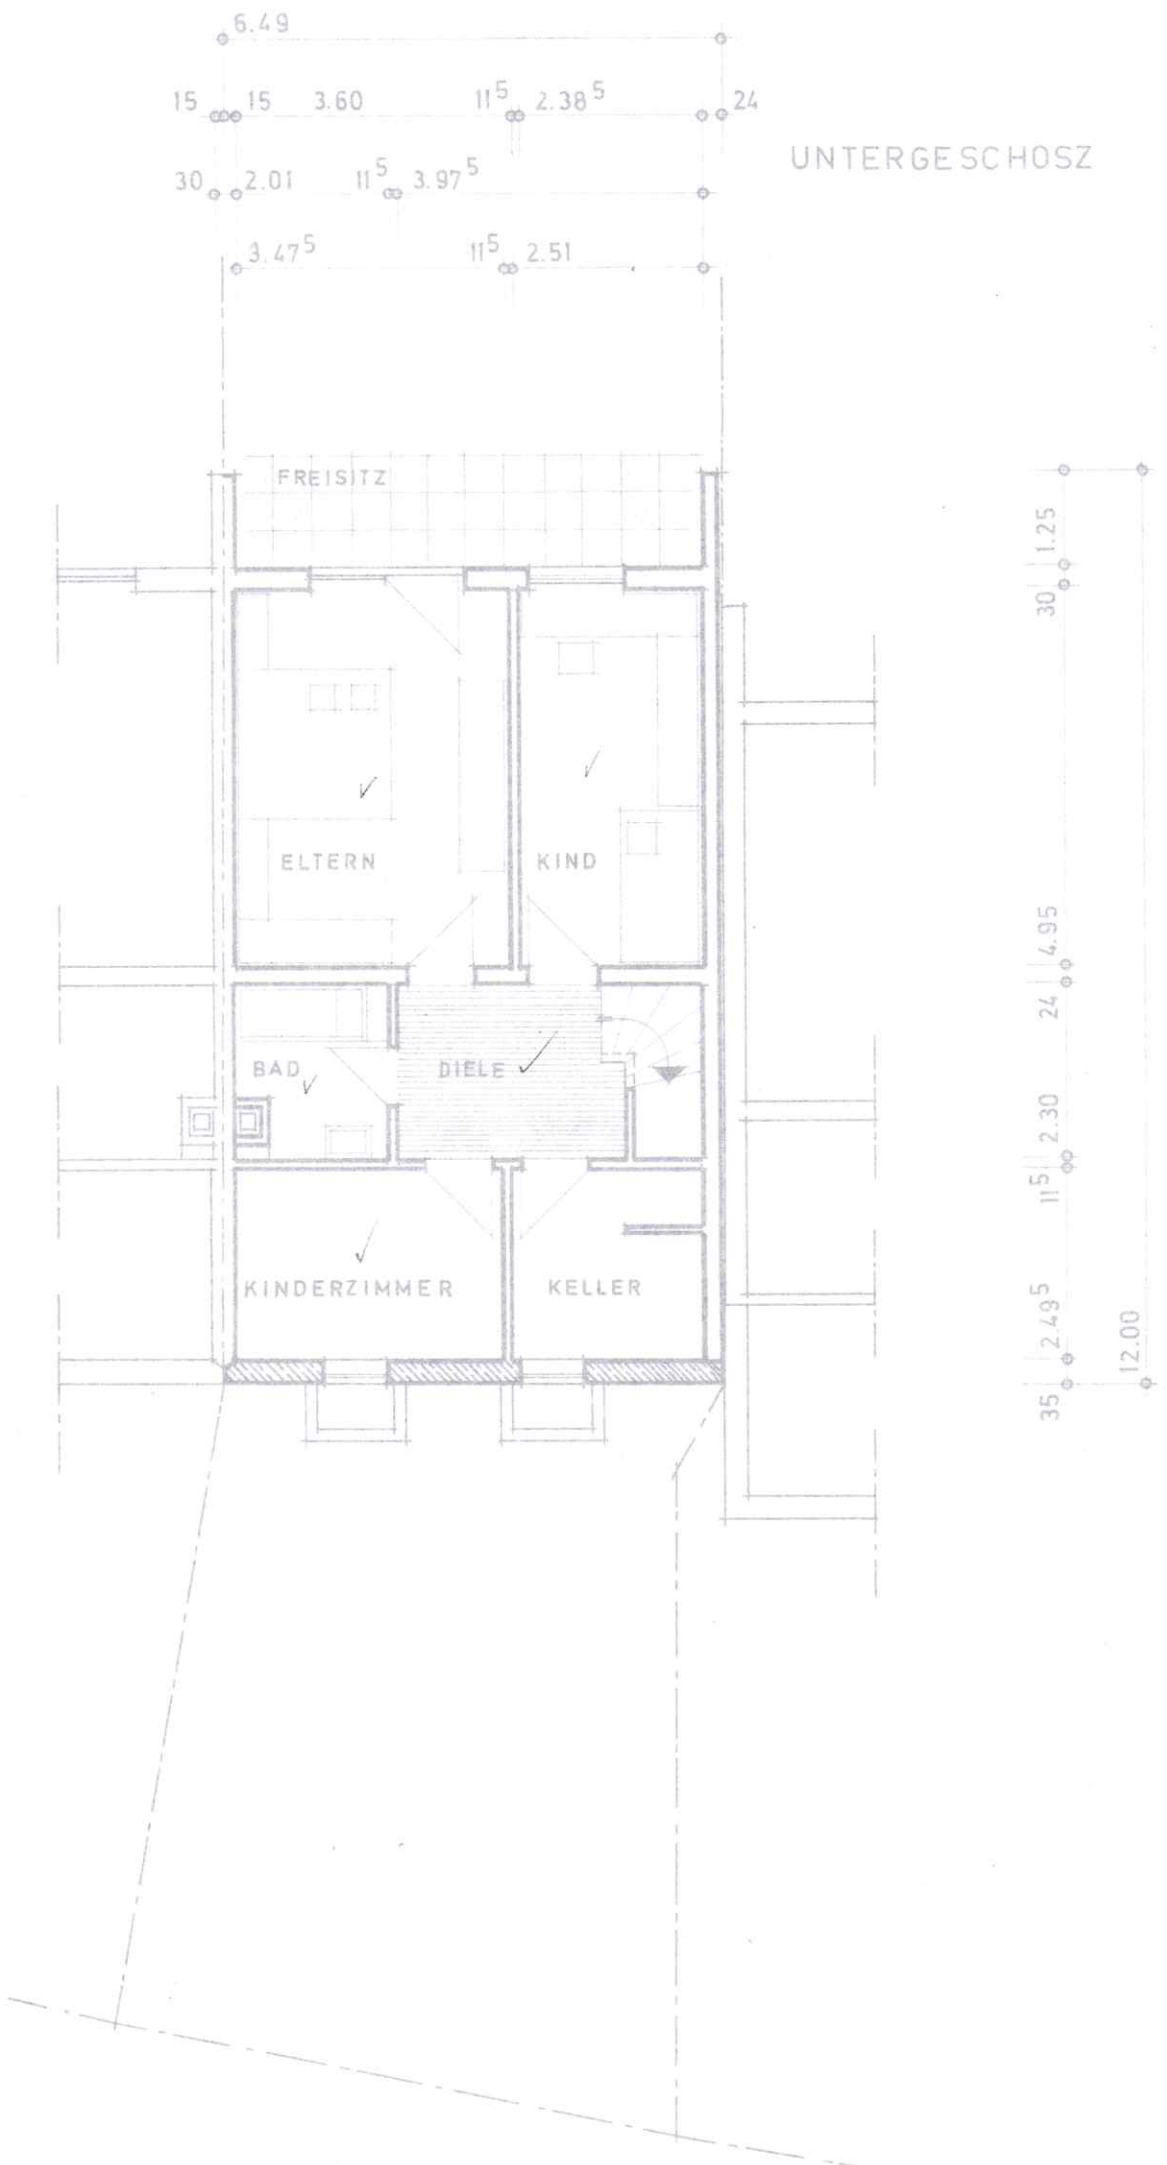 6.49
15 15 3.60 11⁵ 2.38⁵ 24
UNTERGESCHOSZ
30 2.01 11⁵ 3.97⁵
3.47⁵ 11⁵ 2.51
FREISITZ
1.25
30
ELTERN KIND
4.95
24
BAD DIELE
2.30
11⁵
KINDERZIMMER KELLER
2.49⁵
12.00
35